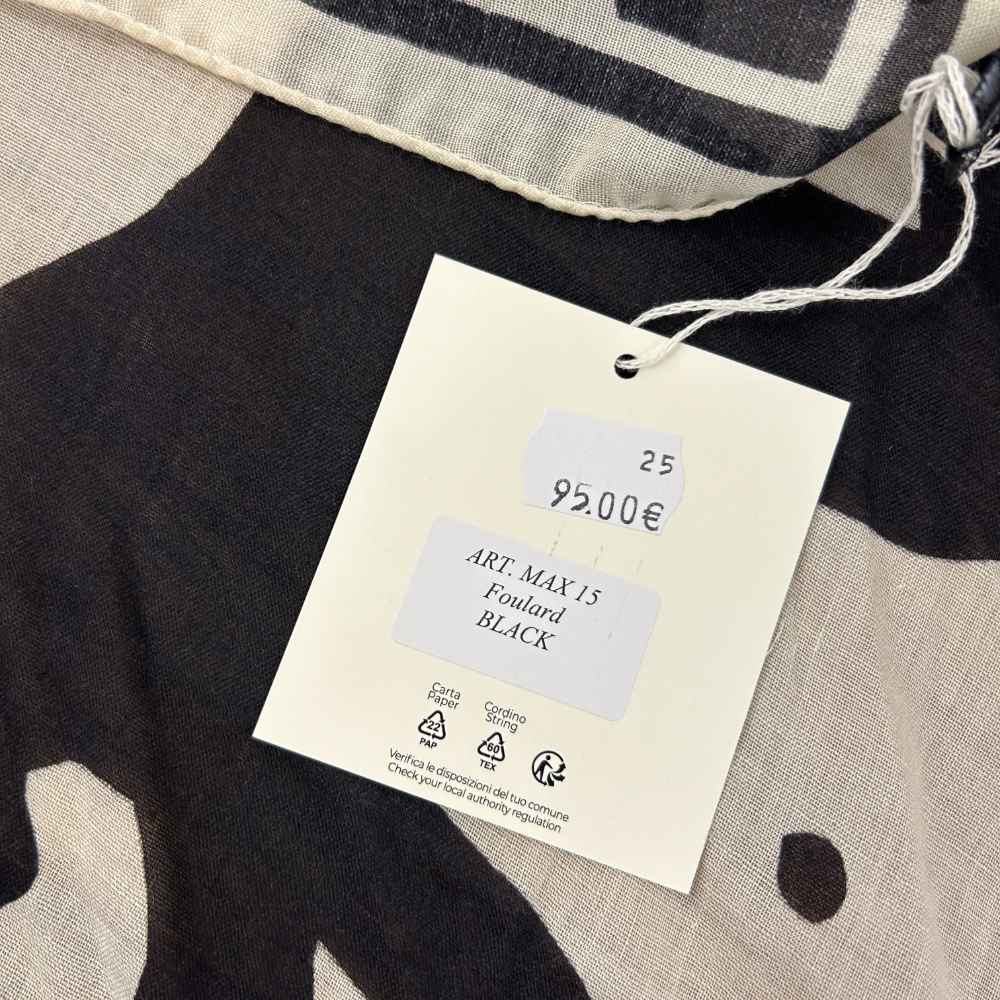 25
95.00€
ART. MAX 15
Foulard
BLACK
Carta
Paper
22
PAP
Cordino
String
60
TEX
Verifica le disposizioni del tuo comune
Check your local authority regulation